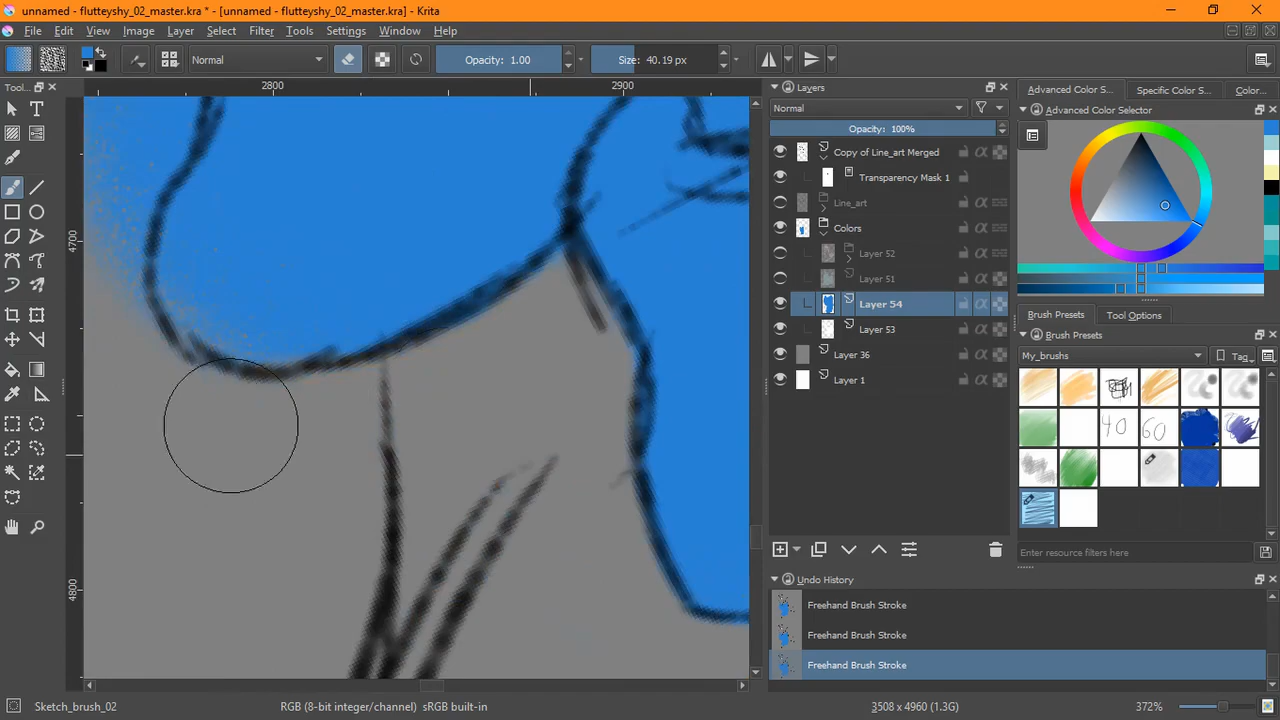 unnamed - flutteyshy_02_master.kra * - [unnamed - flutteyshy_02_master.kra] - Krita
File Edit View Image Layer Select Filter Tools Settings Window Help
Normal
Opacity: 1.00
Size: 40.19 px
Tool...
2800
2900
4700
4800
Layers
Normal
Opacity: 100%
Copy of Line_art Merged
Transparency Mask 1
Line_art
Colors
Layer 52
Layer 51
Layer 54
Layer 53
Layer 36
Layer 1
Undo History
Freehand Brush Stroke
Freehand Brush Stroke
Freehand Brush Stroke
Advanced Color S...
Specific Color S...
Color...
Advanced Color Selector
Brush Presets
Tool Options
Brush Presets
My_brushs
Tag
40
60
Enter resource filters here
Sketch_brush_02
RGB (8-bit integer/channel) sRGB built-in
3508 x 4960 (1.3G)
372%